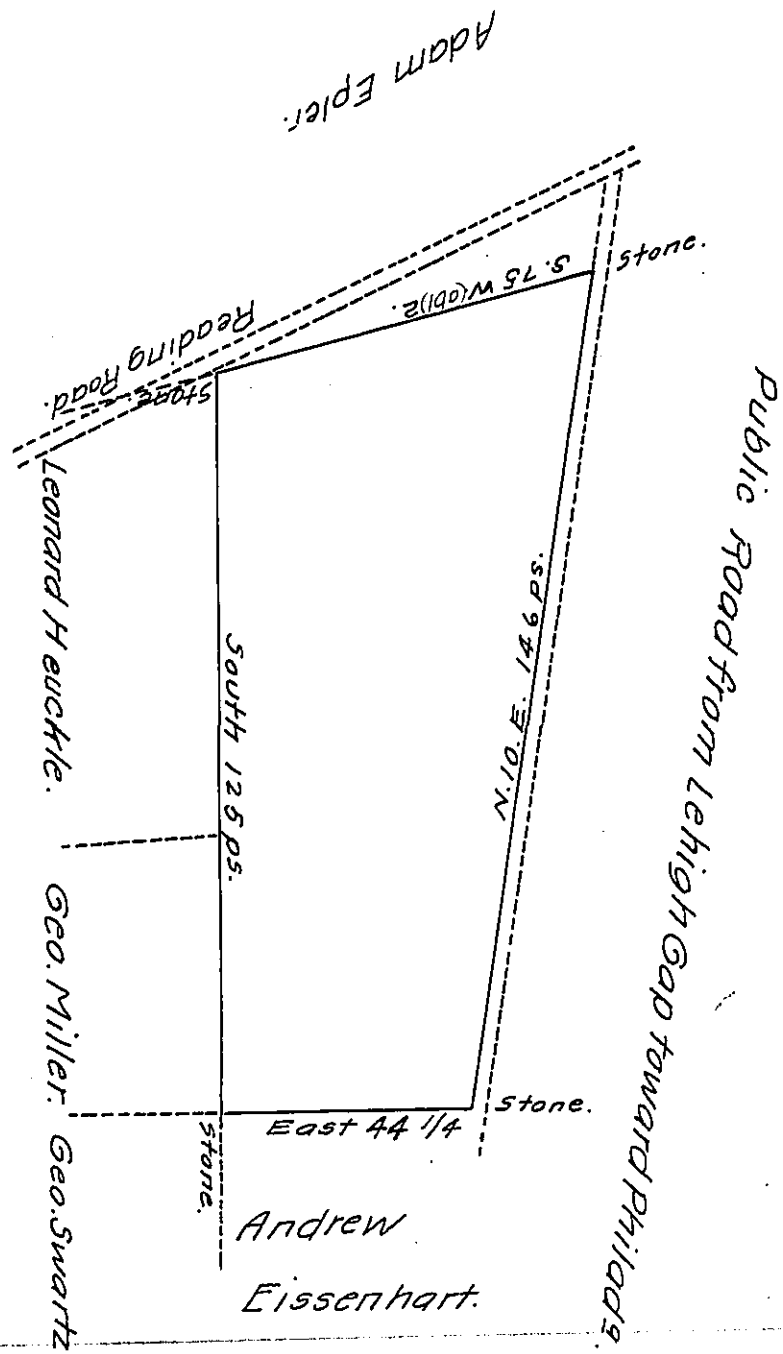 Adam Epler.
Stone.
S. 75 W(ab1)2.
Reading Road.
Stone.
Public Road from Lehigh Gap toward Philada.
Leonard Heuckle.
South 125 ps.
N. 10. E. 146 ps.
Geo. Miller.
Stone.
East 44 1/4
Stone.
Geo. Swartz
Andrew
Eissenhart.